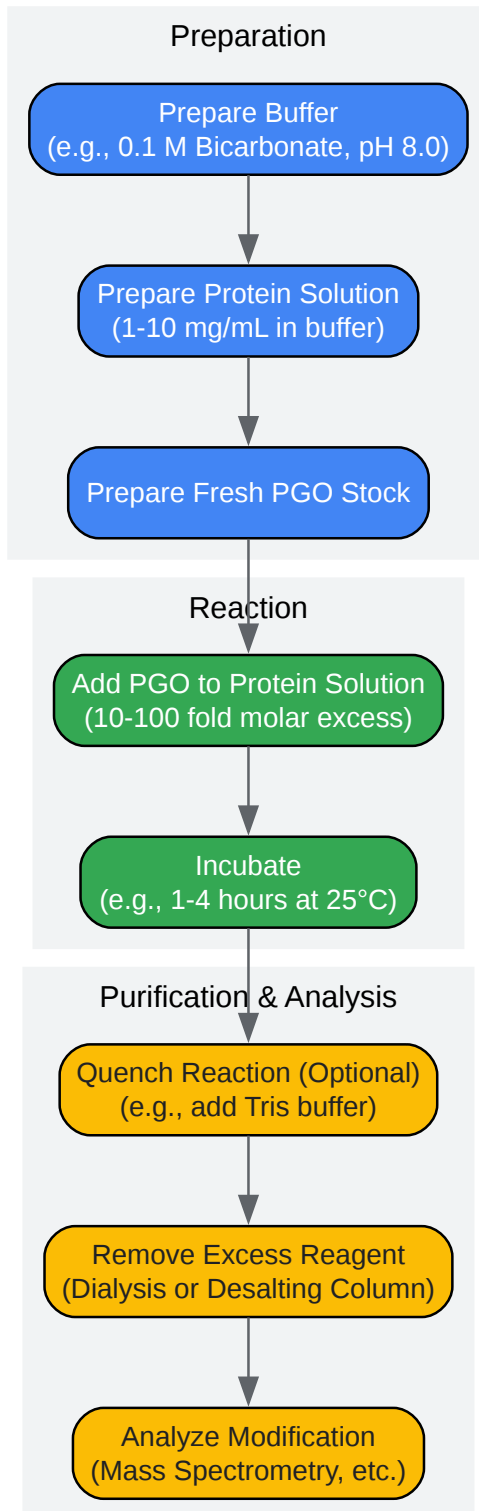 Preparation
Prepare Buffer
(e.g., 0.1 M Bicarbonate, pH 8.0)
Prepare Protein Solution
(1-10 mg/mL in buffer)
Prepare Fresh PGO Stock
Reaction
Add PGO to Protein Solution
(10-100 fold molar excess)
Incubate
(e.g., 1-4 hours at 25°C)
Purification & Analysis
Quench Reaction (Optional)
(e.g., add Tris buffer)
Remove Excess Reagent
(Dialysis or Desalting Column)
Analyze Modification
(Mass Spectrometry, etc.)